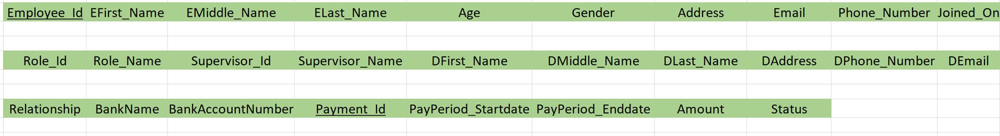 Employee_Id EFirst_Name EMiddle_Name ELast_Name Age Gender Address Email Phone_Number Joined_On
Role_Id Role_Name Supervisor_Id Supervisor_Name DFirst_Name DMiddle_Name DLast_Name DAddress DPhone_Number DEmail
Relationship BankName BankAccountNumber Payment_Id PayPeriod_Startdate PayPeriod_Enddate Amount Status